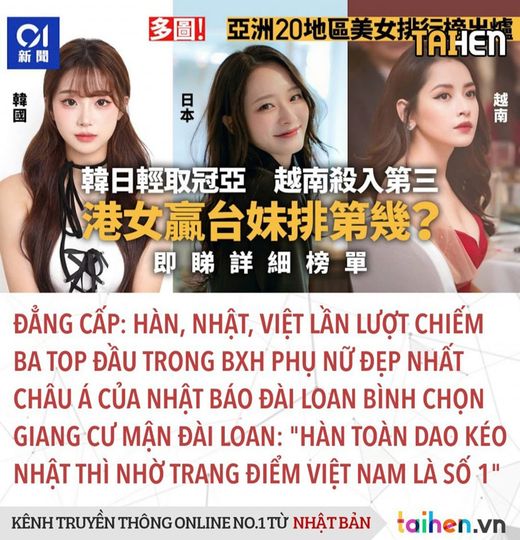 01
新聞
多圖!
亞洲20地區美女排行榜出爐
TAIHEN
韓國
日本
越南
韓日輕取冠亞 越南殺入第三
港女贏台妹排第幾?
即睇詳細榜單
ĐẲNG CẤP: HÀN, NHẬT, VIỆT LẦN LƯỢT CHIẾM
BA TOP ĐẦU TRONG BXH PHỤ NỮ ĐẸP NHẤT
CHÂU Á CỦA NHẬT BÁO ĐÀI LOAN BÌNH CHỌN
GIANG CƯ MẬN ĐÀI LOAN: "HÀN TOÀN DAO KÉO
NHẬT THÌ NHỜ TRANG ĐIỂM VIỆT NAM LÀ SỐ 1"
KÊNH TRUYỀN THÔNG ONLINE NO.1 TỪ NHẬT BẢN
taihen.vn